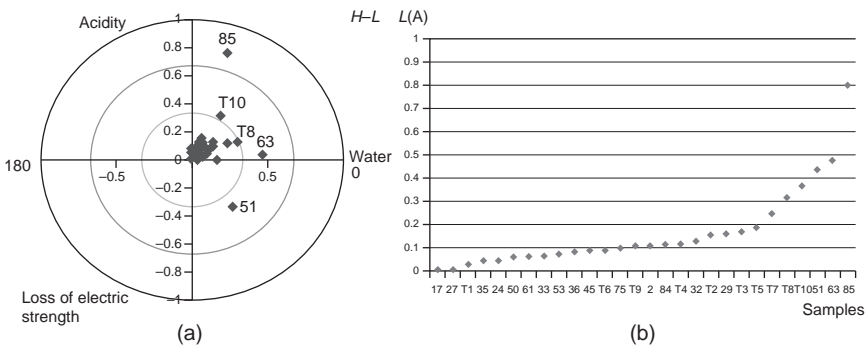 Acidity
1
0.8
0.6
0.4
0.2
0
−0.2
−0.4
−0.6
−0.8
−1
−0.5
0.5
180
Water
0
85
T10
T8
63
51
Loss of electric
strength
(a)
H–L L(A)
1
0.9
0.8
0.7
0.6
0.5
0.4
0.3
0.2
0.1
0
17 27 T1 35 24 50 61 33 53 36 45 T6 75 T9 2 84 T4 32 T2 29 T3 T5 T7 T8T1051 63 85
Samples
(b)